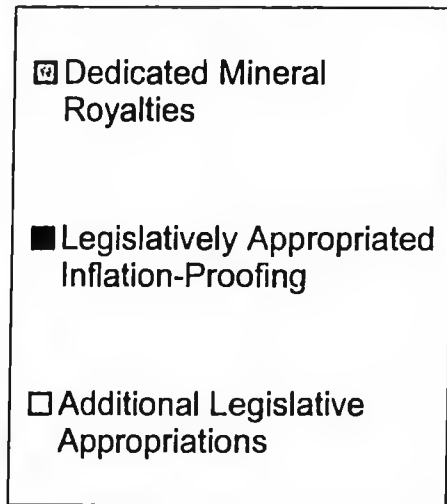 Dedicated Mineral
Royalties
Legislatively Appropriated
Inflation-Proofing
Additional Legislative
Appropriations